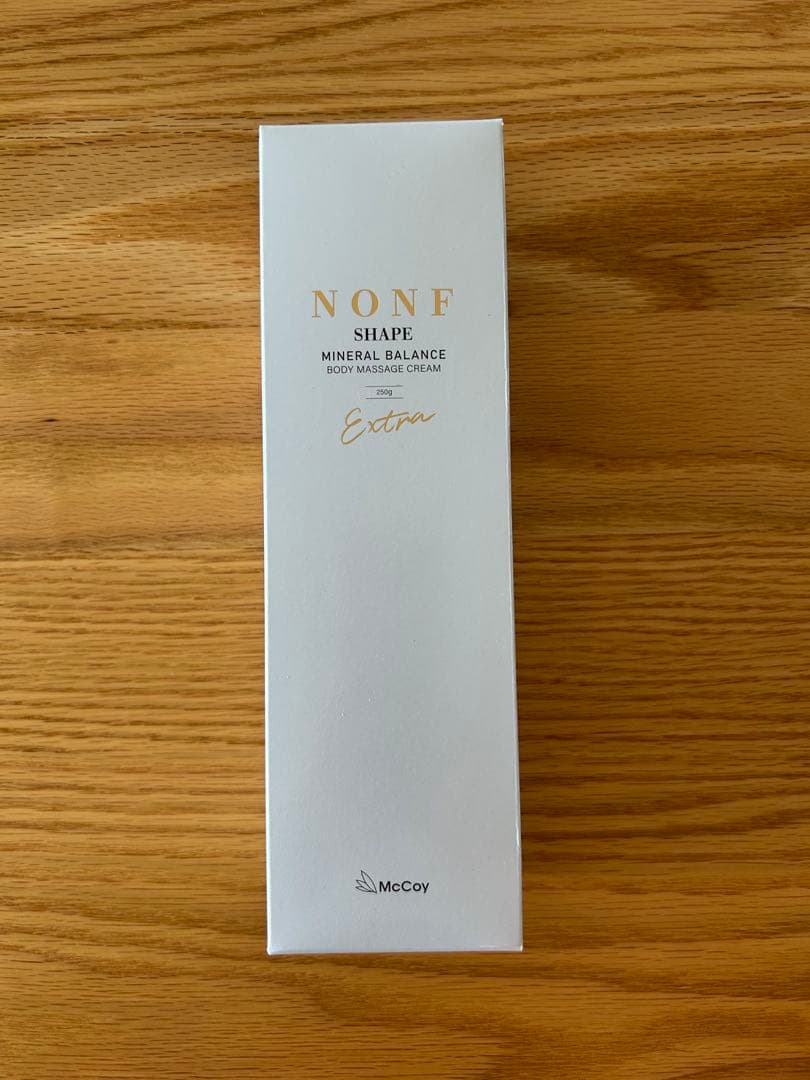 NONF
SHAPE
MINERAL BALANCE
BODY MASSAGE CREAM
250g
Extra
McCoy